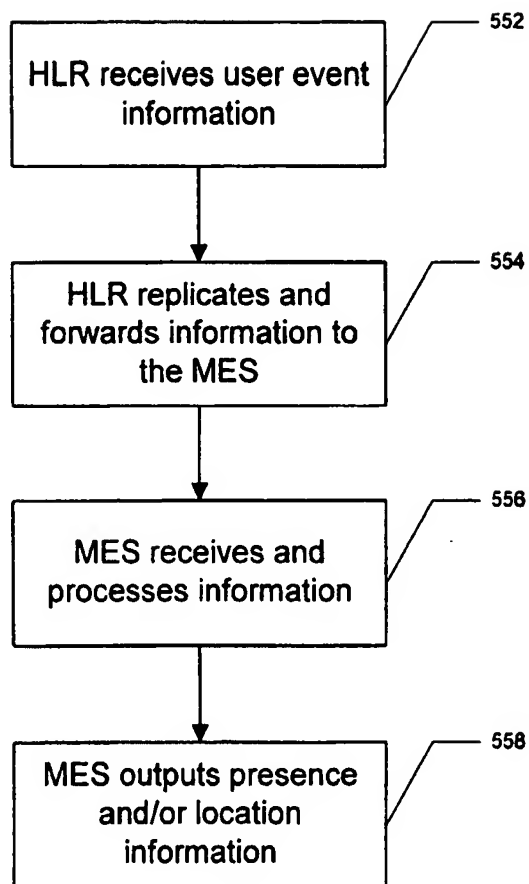 552
HLR receives user event
information
554
HLR replicates and
forwards information to
the MES
556
MES receives and
processes information
558
MES outputs presence
and/or location
information